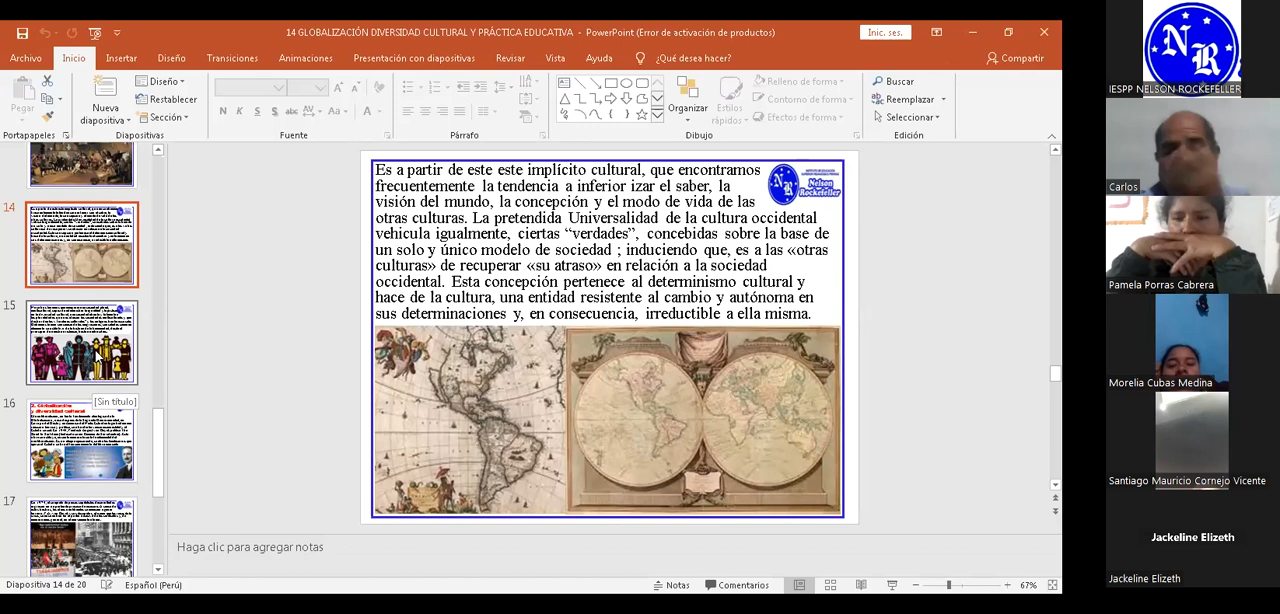 14 GLOBALIZACIÓN DIVERSIDAD CULTURAL Y PRÁCTICA EDUCATIVA - PowerPoint (Error de activación de productos)
Inic. ses.
Archivo Inicio Insertar Diseño Transiciones Animaciones Presentación con diapositivas Revisar Vista Ayuda ¿Qué desea hacer? Compartir
Pegar
Nueva diapositiva
Diseño
Restablecer
Sección
N K S S abc AV Aa A
Organizar
Estilos rápidos
Relleno de forma
Contorno de forma
Efectos de forma
Buscar
Reemplazar
Seleccionar
Portapapeles Diapositivas Fuente Párrafo Dibujo Edición
14
15
[Sin título]
16
2. Globalización
y diversidad cultural
17
Es a partir de este este implícito cultural, que encontramos
frecuentemente la tendencia a inferior izar el saber, la
visión del mundo, la concepción y el modo de vida de las
otras culturas. La pretendida Universalidad de la cultura occidental
vehicula igualmente, ciertas “verdades”, concebidas sobre la base de
un solo y único modelo de sociedad ; induciendo que, es a las «otras
culturas» de recuperar «su atraso» en relación a la sociedad
occidental. Esta concepción pertenece al determinismo cultural y
hace de la cultura, una entidad resistente al cambio y autónoma en
sus determinaciones y, en consecuencia, irreductible a ella misma.
NR
Nelson
Rockefeller
Haga clic para agregar notas
Diapositiva 14 de 20 Español (Perú) Notas Comentarios 67%
NR
IESPP NELSON ROCKEFELLER
Carlos
Pamela Porras Cabrera
Morelia Cubas Medina
Santiago Mauricio Cornejo Vicente
Jackeline Elizeth
Jackeline Elizeth